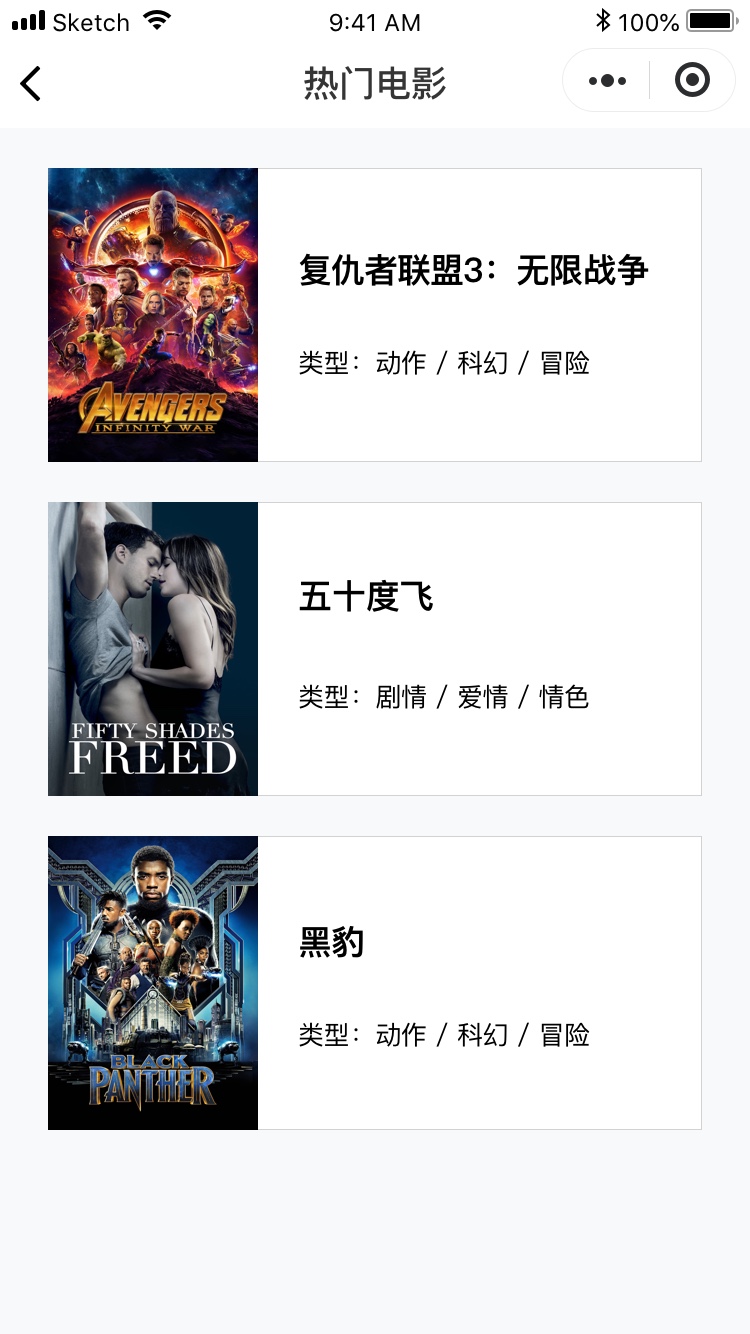 Sketch 9:41 AM 100%
热门电影
复仇者联盟3：无限战争
类型：动作 / 科幻 / 冒险
AVENGERS
INFINITY WAR
五十度飞
类型：剧情 / 爱情 / 情色
FIFTY SHADES
FREED
黑豹
类型：动作 / 科幻 / 冒险
BLACK
PANTHER